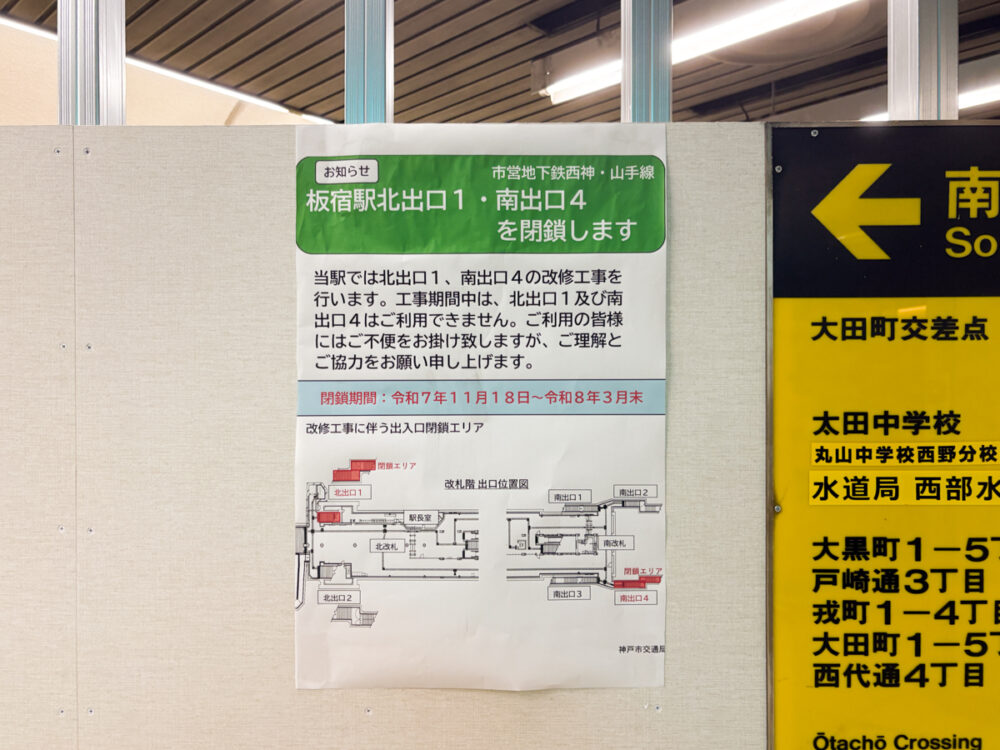 お知らせ
市営地下鉄西神・山手線
板宿駅北出口１・南出口４
を閉鎖します
当駅では北出口１、南出口４の改修工事を
行います。工事期間中は、北出口１及び南
出口４はご利用できません。ご利用の皆様
にはご不便をお掛け致しますが、ご理解と
ご協力をお願い申し上げます。
閉鎖期間：令和７年１１月１８日～令和８年３月末
改修工事に伴う出入口閉鎖エリア
閉鎖エリア
北出口1
改札階 出口位置図
南出口1
南出口2
駅長室
北改札
南改札
閉鎖エリア
北出口2
南出口3
南出口4
神戸市交通局
南
So
大田町交差点
太田中学校
丸山中学校西野分校
水道局 西部水
大黒町１－５丁
戸崎通３丁目
戎町１－４丁目
大田町１－５丁
西代通４丁目
Ōtachō Crossing